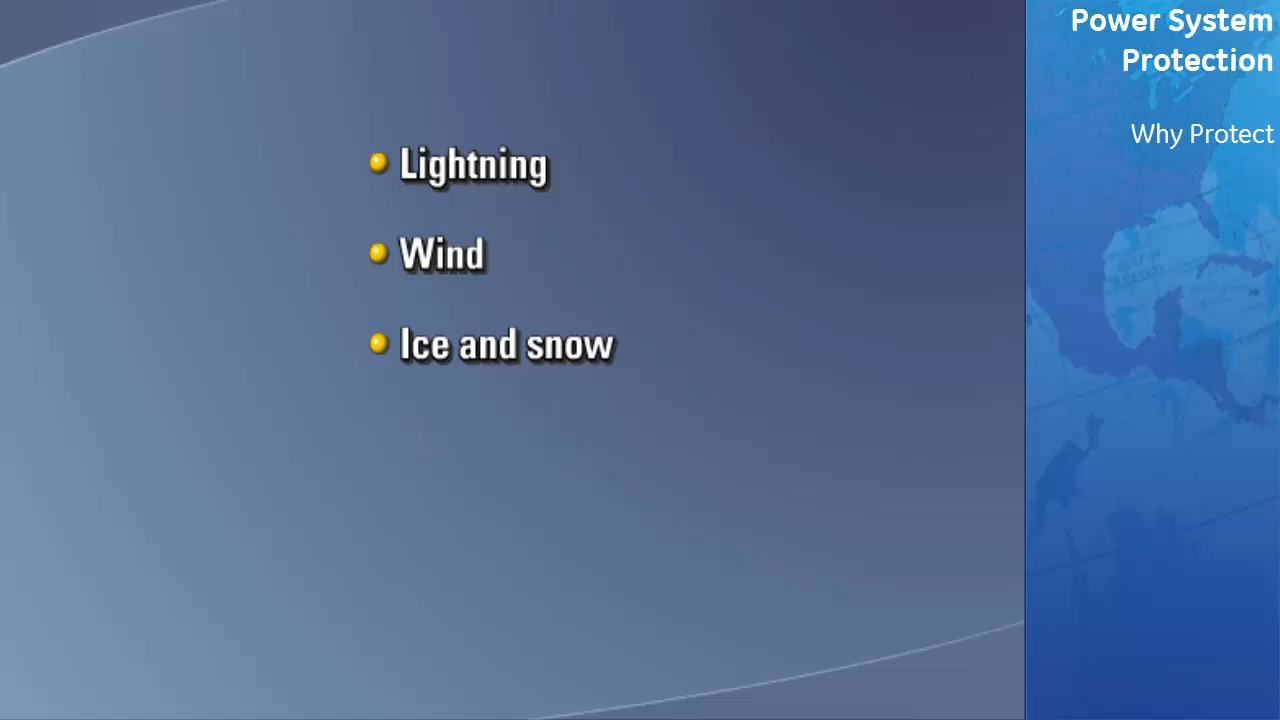 Power System
Protection
Why Protect
Lightning
Wind
Ice and snow